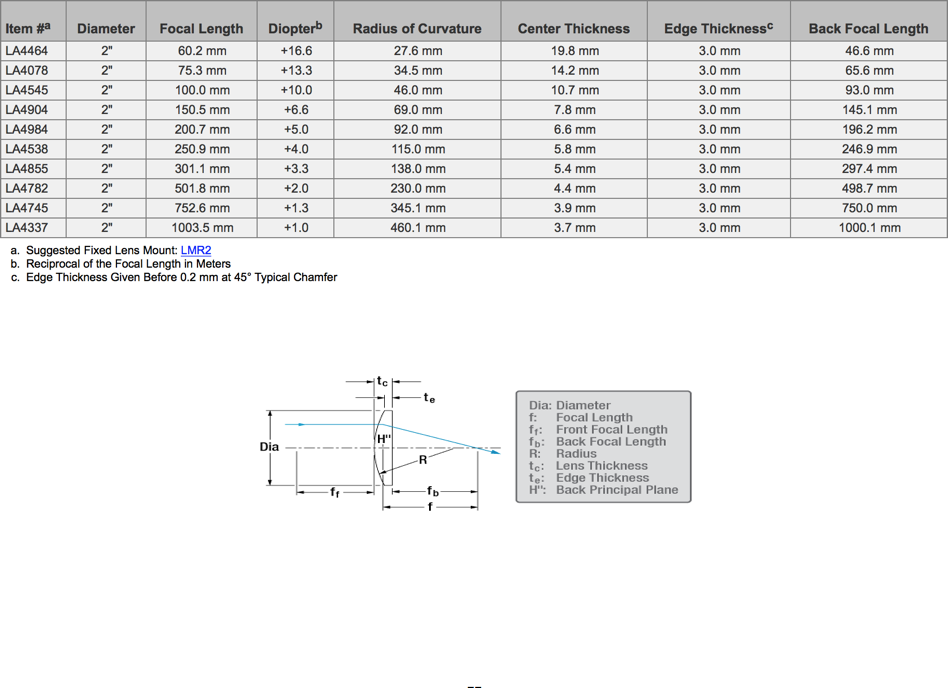 Item #a Diameter Focal Length Diopterb Radius of Curvature Center Thickness Edge Thicknessc Back Focal Length
LA4464 2" 60.2 mm +16.6 27.6 mm 19.8 mm 3.0 mm 46.6 mm
LA4078 2" 75.3 mm +13.3 34.5 mm 14.2 mm 3.0 mm 65.6 mm
LA4545 2" 100.0 mm +10.0 46.0 mm 10.7 mm 3.0 mm 93.0 mm
LA4904 2" 150.5 mm +6.6 69.0 mm 7.8 mm 3.0 mm 145.1 mm
LA4984 2" 200.7 mm +5.0 92.0 mm 6.6 mm 3.0 mm 196.2 mm
LA4538 2" 250.9 mm +4.0 115.0 mm 5.8 mm 3.0 mm 246.9 mm
LA4855 2" 301.1 mm +3.3 138.0 mm 5.4 mm 3.0 mm 297.4 mm
LA4782 2" 501.8 mm +2.0 230.0 mm 4.4 mm 3.0 mm 498.7 mm
LA4745 2" 752.6 mm +1.3 345.1 mm 3.9 mm 3.0 mm 750.0 mm
LA4337 2" 1003.5 mm +1.0 460.1 mm 3.7 mm 3.0 mm 1000.1 mm
a. Suggested Fixed Lens Mount: LMR2
b. Reciprocal of the Focal Length in Meters
c. Edge Thickness Given Before 0.2 mm at 45° Typical Chamfer
tc
te
Dia
H"
R
ff
fb
f
Dia: Diameter
f: Focal Length
ff: Front Focal Length
fb: Back Focal Length
R: Radius
tc: Lens Thickness
te: Edge Thickness
H": Back Principal Plane